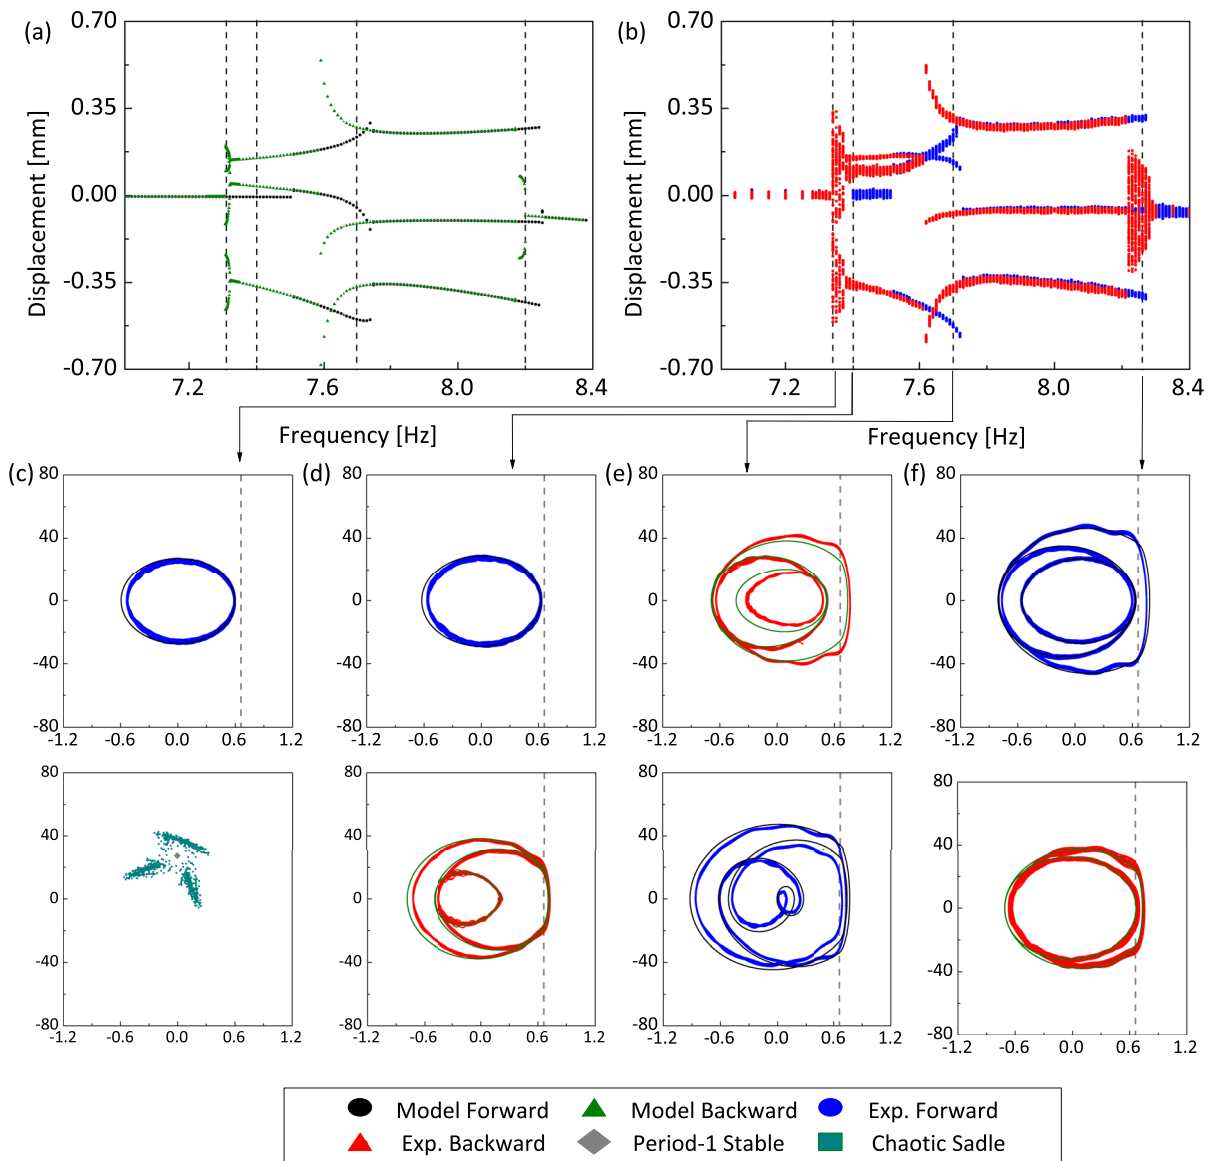 (a)
0.70
0.35
0.00
-0.35
-0.70
Displacement [mm]
7.2
7.6
8.0
8.4
Frequency [Hz]
(b)
0.70
0.35
0.00
-0.35
-0.70
Displacement [mm]
7.2
7.6
8.0
8.4
Frequency [Hz]
(c)
80
40
0
-40
-80
-1.2 -0.6 0.0 0.6 1.2
(d)
80
40
0
-40
-80
-1.2 -0.6 0.0 0.6 1.2
(e)
80
40
0
-40
-80
-1.2 -0.6 0.0 0.6 1.2
(f)
80
40
0
-40
-80
-1.2 -0.6 0.0 0.6 1.2
80
40
0
-40
-80
-1.2 -0.6 0.0 0.6 1.2
80
40
0
-40
-80
-1.2 -0.6 0.0 0.6 1.2
80
40
0
-40
-80
-1.2 -0.6 0.0 0.6 1.2
80
40
0
-40
-80
-1.2 -0.6 0.0 0.6 1.2
Model Forward Model Backward Exp. Forward
Exp. Backward Period-1 Stable Chaotic Sadle